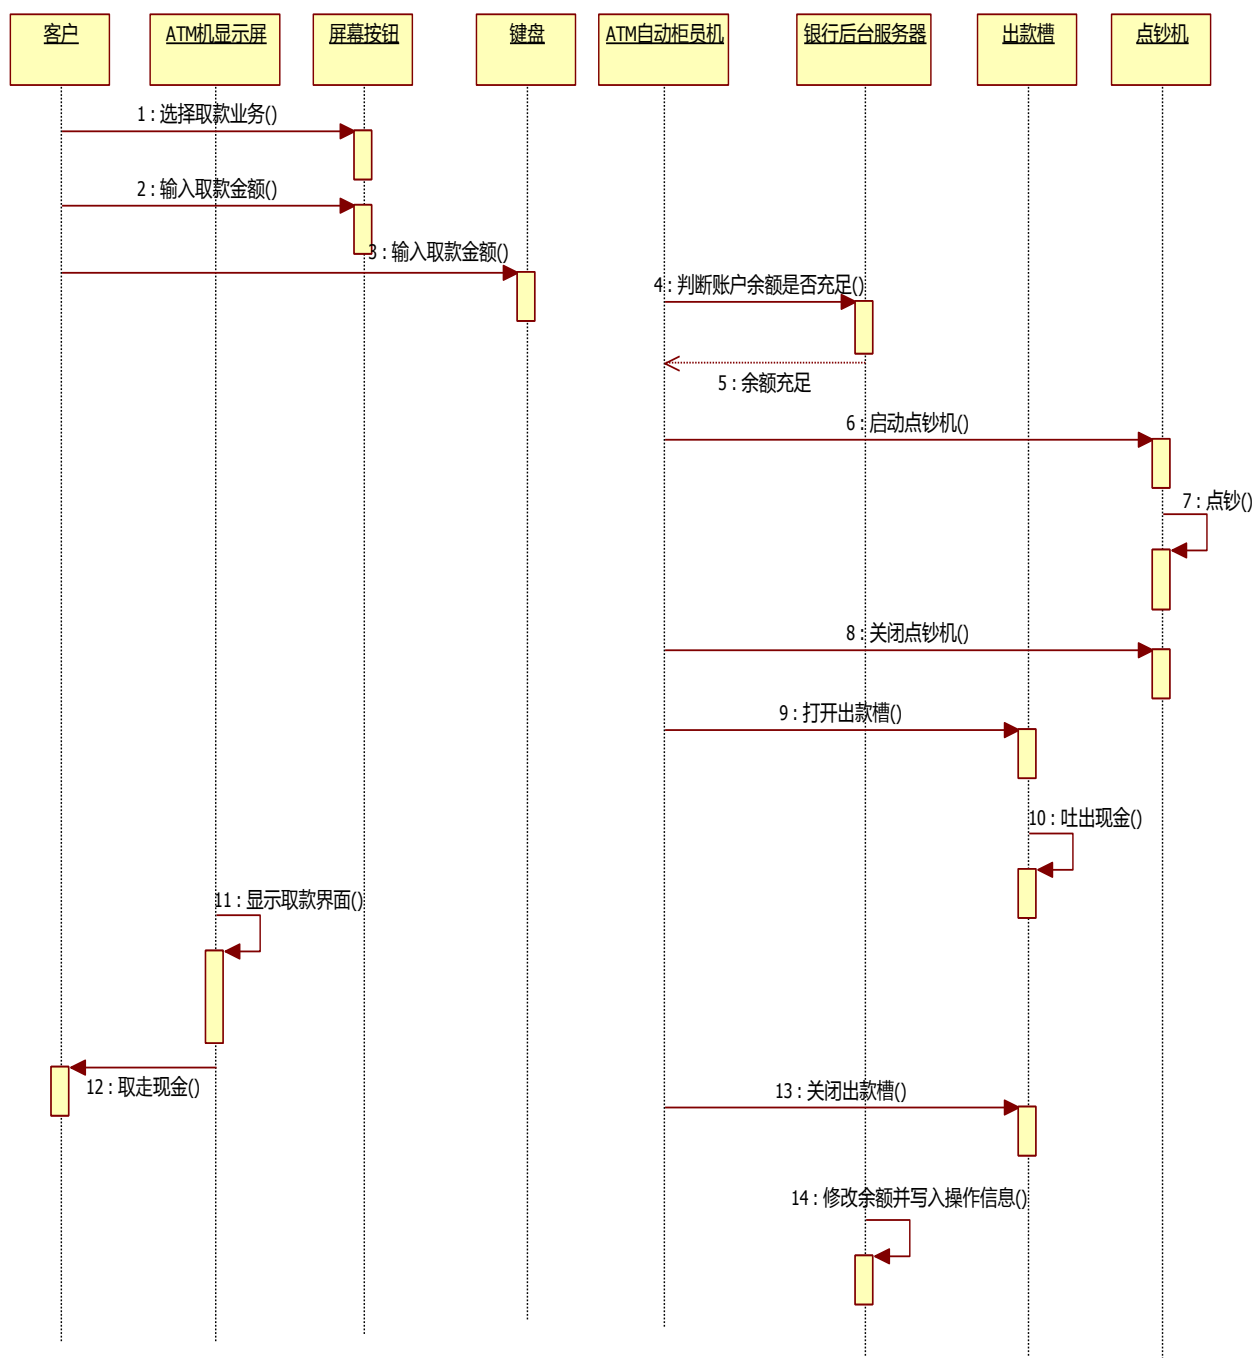 客户
ATM机显示屏
屏幕按钮
键盘
ATM自动柜员机
银行后台服务器
出款槽
点钞机
1 : 选择取款业务()
2 : 输入取款金额()
3 : 输入取款金额()
4 : 判断账户余额是否充足()
5 : 余额充足
6 : 启动点钞机()
7 : 点钞()
8 : 关闭点钞机()
9 : 打开出款槽()
10 : 吐出现金()
11 : 显示取款界面()
12 : 取走现金()
13 : 关闭出款槽()
14 : 修改余额并写入操作信息()